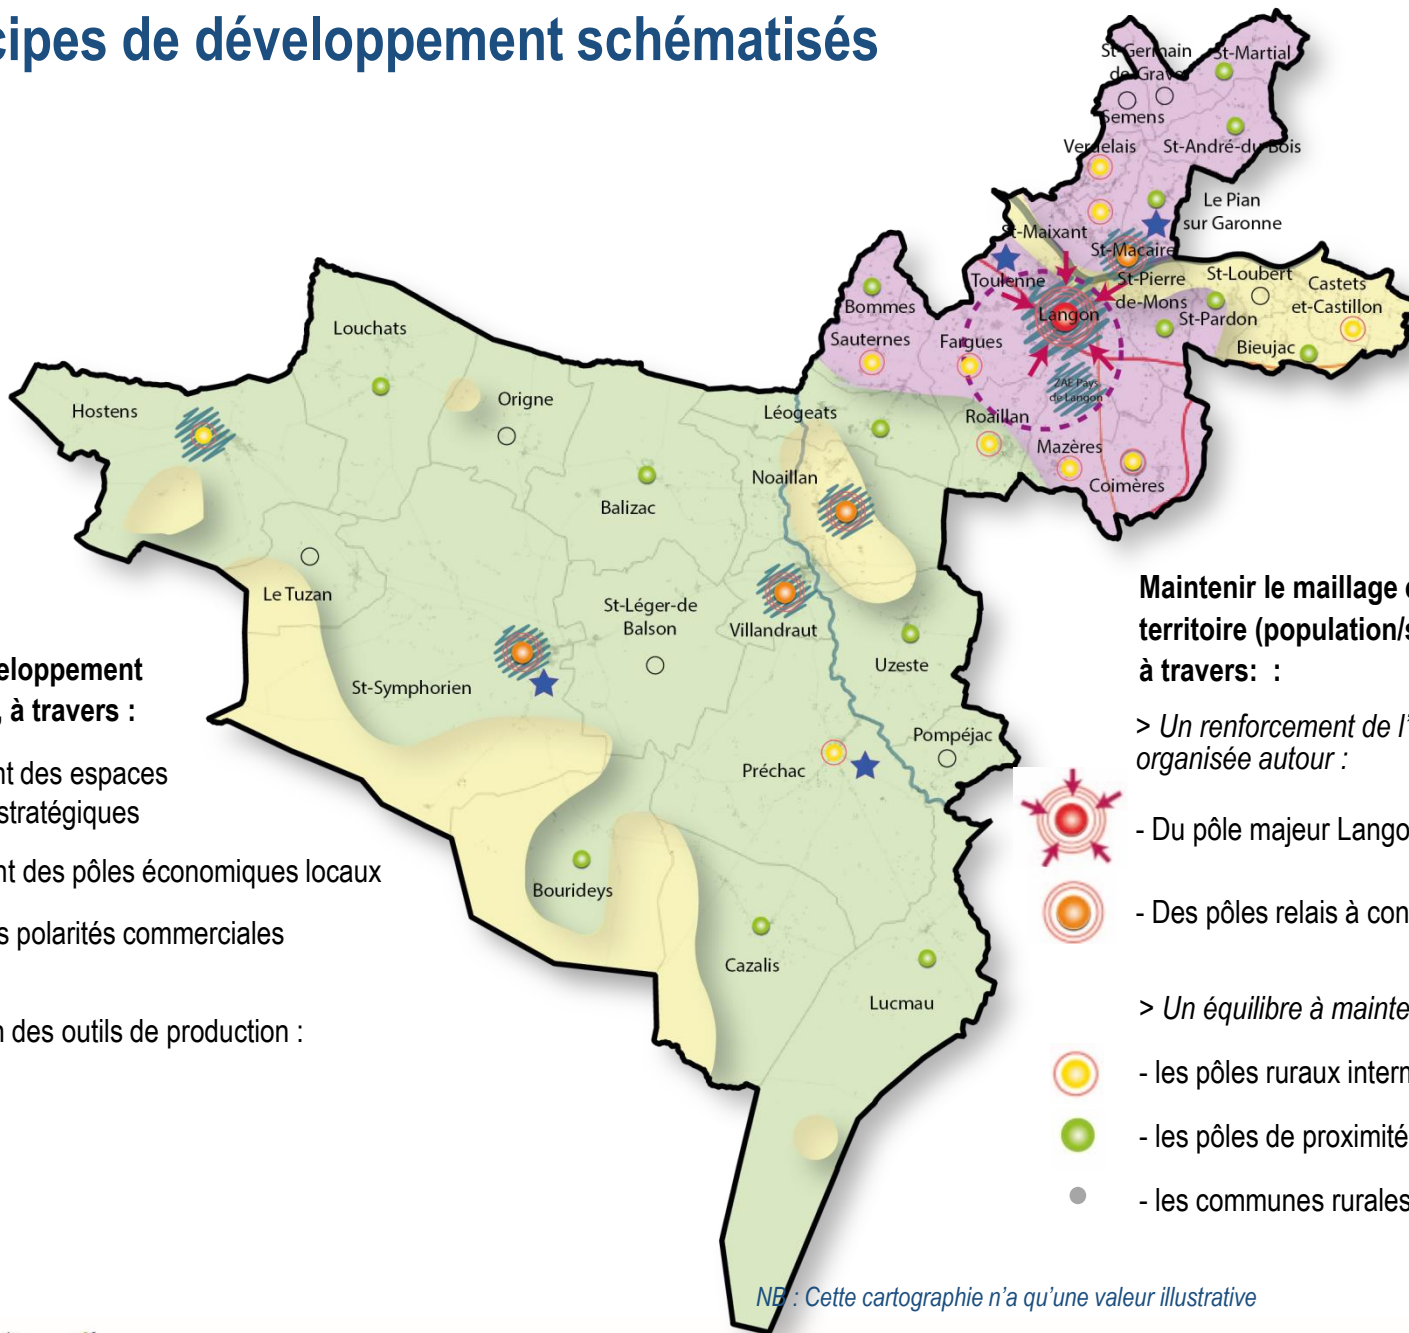 cipes de développement schématisés
St-Germain
de-Grave
St-Martial
Semens
Verdelais
St-André-du-Bois
Le Pian
sur Garonne
St-Maixant
St-Macaire
Toulenne
St-Pierre
de-Mons
St-Loubert
Castets
et-Castillon
Bommes
Langon
St-Pardon
Sauternes
Fargues
Bieujac
ZAE Pays
de Langon
Louchats
Hostens
Origne
Léogeats
Roaillan
Mazères
Coimères
Noaillan
Balizac
Le Tuzan
St-Léger-de
Balson
Villandraut
Uzeste
St-Symphorien
Pompéjac
Préchac
Bourideys
Cazalis
Lucmau
eloppement
, à travers :
nt des espaces
stratégiques
nt des pôles économiques locaux
s polarités commerciales
n des outils de production :
Maintenir le maillage
territoire (population/s
à travers: :
> Un renforcement de l'
organisée autour :
- Du pôle majeur Lango
- Des pôles relais à con
> Un équilibre à mainte
- les pôles ruraux intern
- les pôles de proximité
- les communes rurales
NB : Cette cartographie n'a qu'une valeur illustrative